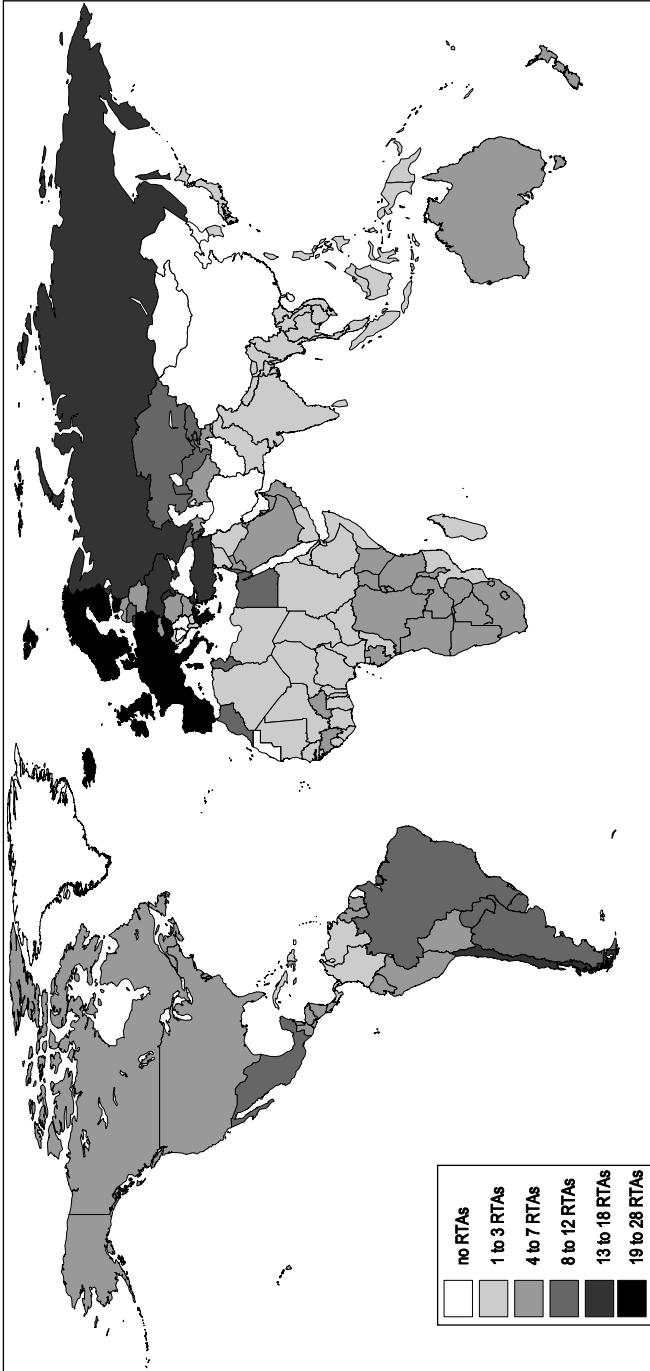 no RTAs
1 to 3 RTAs
4 to 7 RTAs
8 to 12 RTAs
13 to 18 RTAs
19 to 28 RTAs